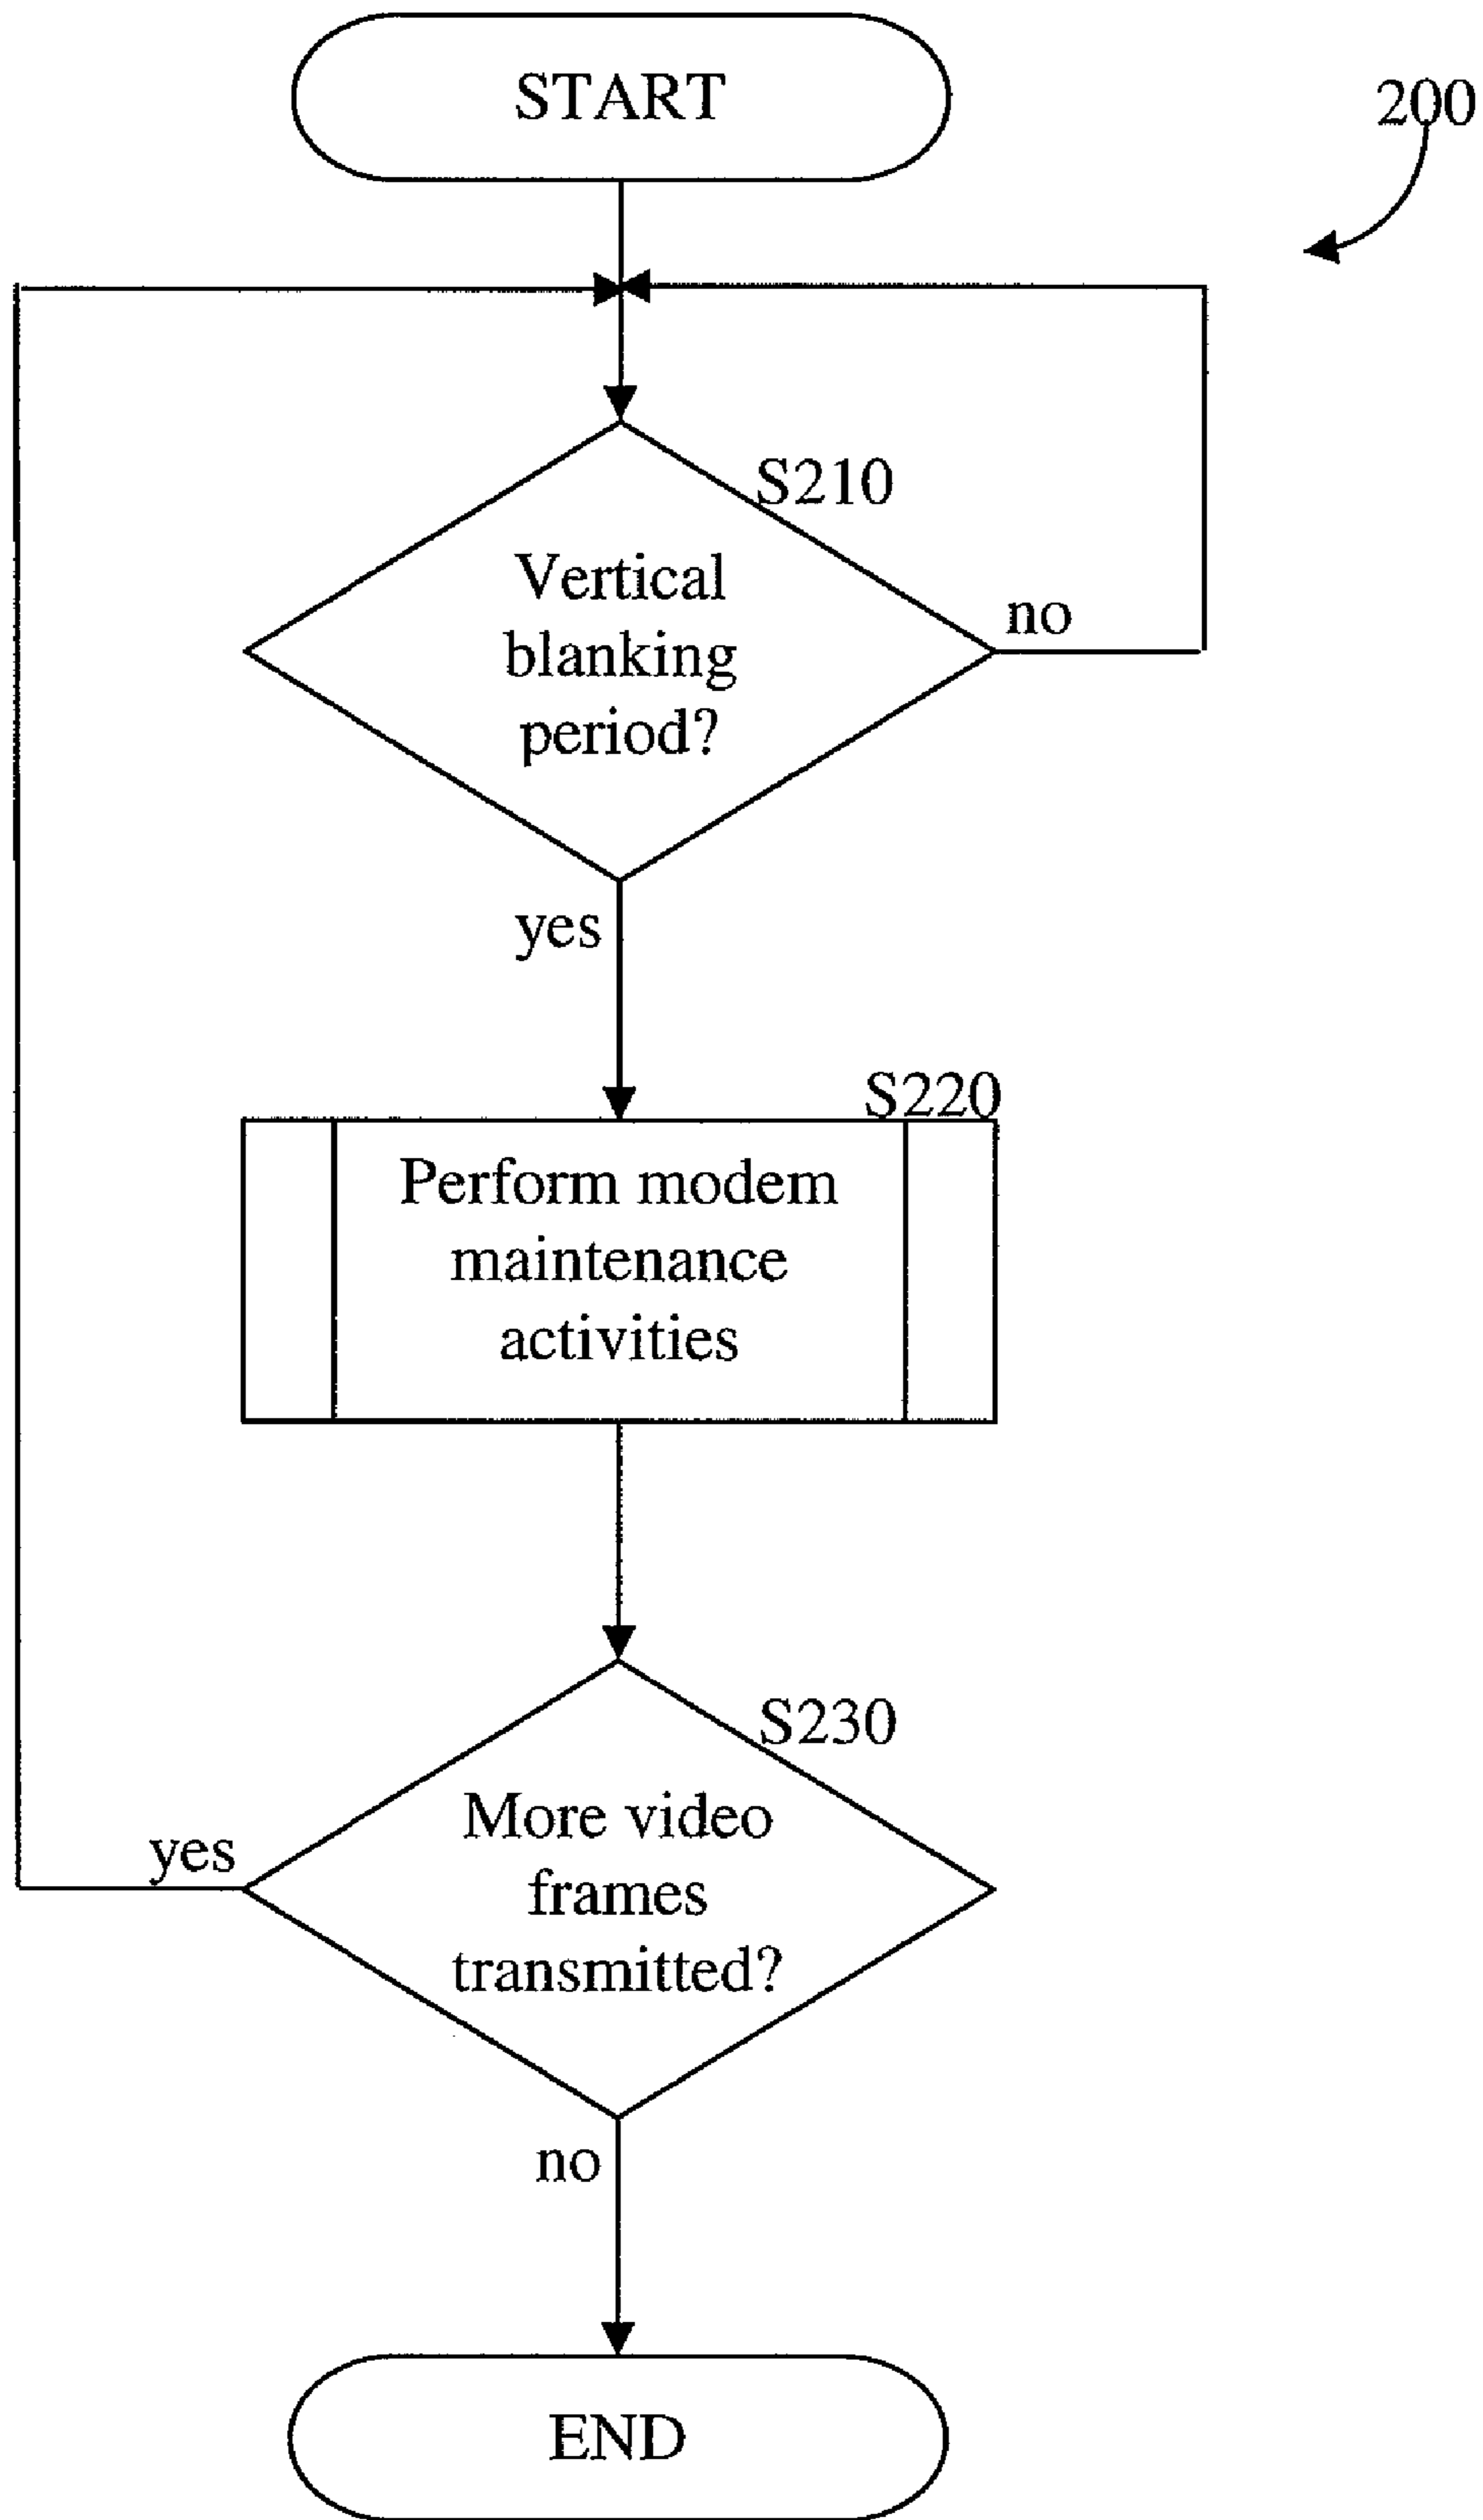 START
200
S210
Vertical
blanking
period?
no
yes
S220
Perform modem
maintenance
activities
S230
More video
frames
transmitted?
yes
no
END